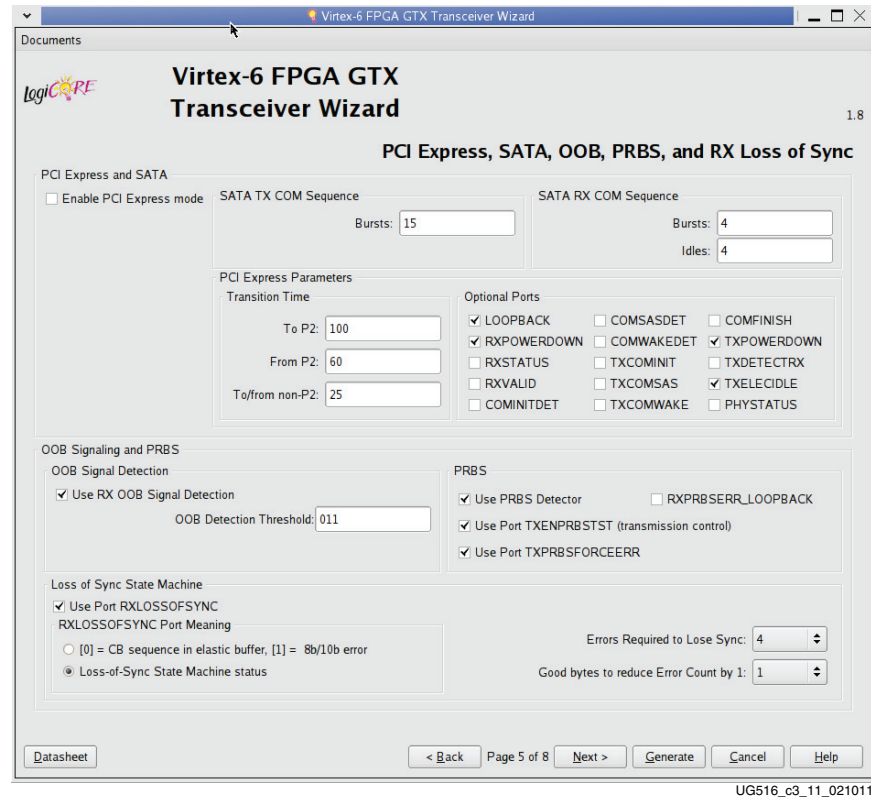 Virtex-6 FPGA GTX Transceiver Wizard
Documents
logiCORE
Virtex-6 FPGA GTX
Transceiver Wizard
1.8
PCI Express, SATA, OOB, PRBS, and RX Loss of Sync
PCI Express and SATA
Enable PCI Express mode
SATA TX COM Sequence
Bursts: 15
SATA RX COM Sequence
Bursts: 4
Idles: 4
PCI Express Parameters
Transition Time
To P2: 100
From P2: 60
To/from non-P2: 25
Optional Ports
LOOPBACK COMSASDET COMFINISH
RXPOWERDOWN COMWAKEDET TXPOWERDOWN
RXSTATUS TXCOMINIT TXDETECTRX
RXVALID TXCOMSAS TXELECIDLE
COMINITDET TXCOMWAKE PHYSTATUS
OOB Signaling and PRBS
OOB Signal Detection
Use RX OOB Signal Detection
OOB Detection Threshold: 011
PRBS
Use PRBS Detector RXPRBSERR_LOOPBACK
Use Port TXENPRBSTST (transmission control)
Use Port TXPRBSFORCEERR
Loss of Sync State Machine
Use Port RXLOSSOFSYNC
RXLOSSOFSYNC Port Meaning
[0] = CB sequence in elastic buffer, [1] = 8b/10b error
Loss-of-Sync State Machine status
Errors Required to Lose Sync: 4
Good bytes to reduce Error Count by 1: 1
Datasheet < Back Page 5 of 8 Next > Generate Cancel Help
UG516_c3_11_021011